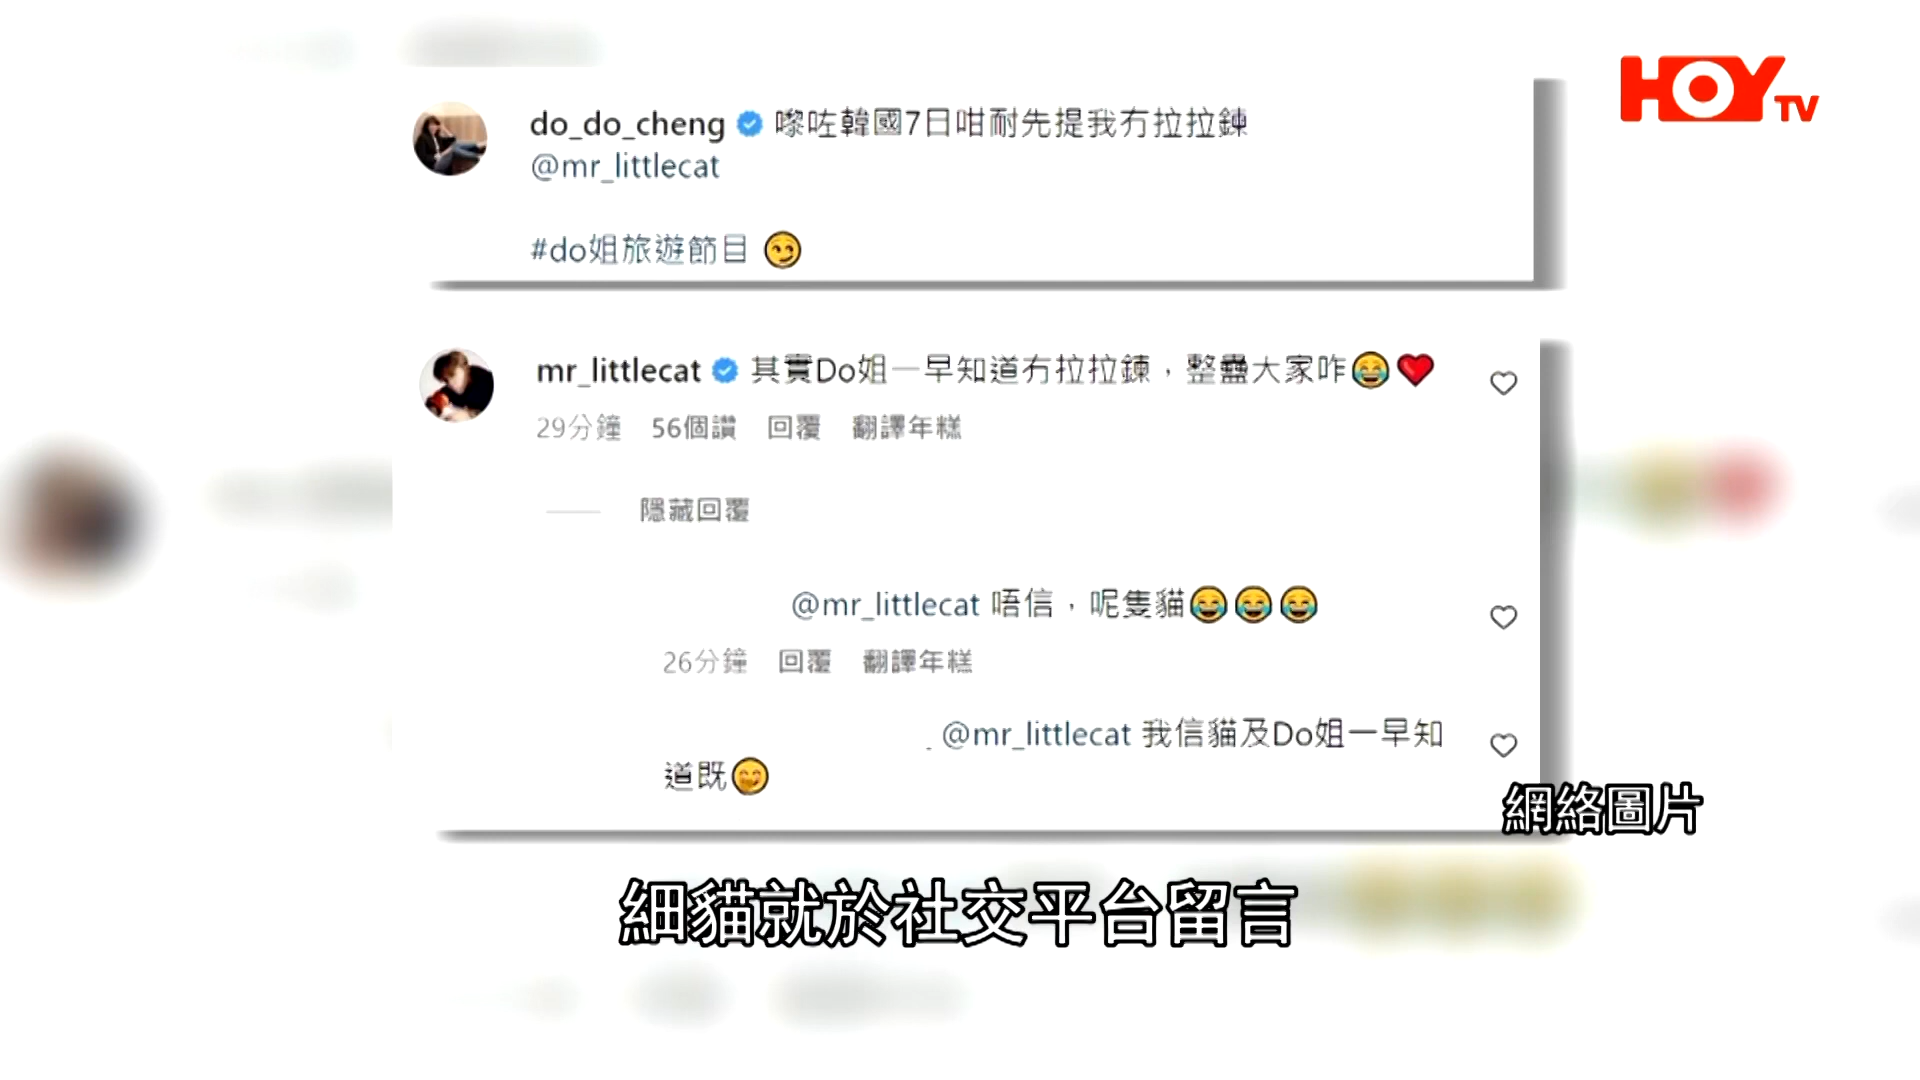 HOY TV
do_do_cheng 嚟咗韓國7日咁耐先提我冇拉拉鍊
@mr_littlecat
#do姐旅遊節目 😏
mr_littlecat 其實Do姐一早知道冇拉拉鍊，整蠱大家咋😂❤️
29分鐘 56個讚 回覆 翻譯年糕
隱藏回覆
@mr_littlecat 唔信，呢隻貓😂😂😂
26分鐘 回覆 翻譯年糕
@mr_littlecat 我信貓及Do姐一早知
道既😊
網絡圖片
細貓就於社交平台留言